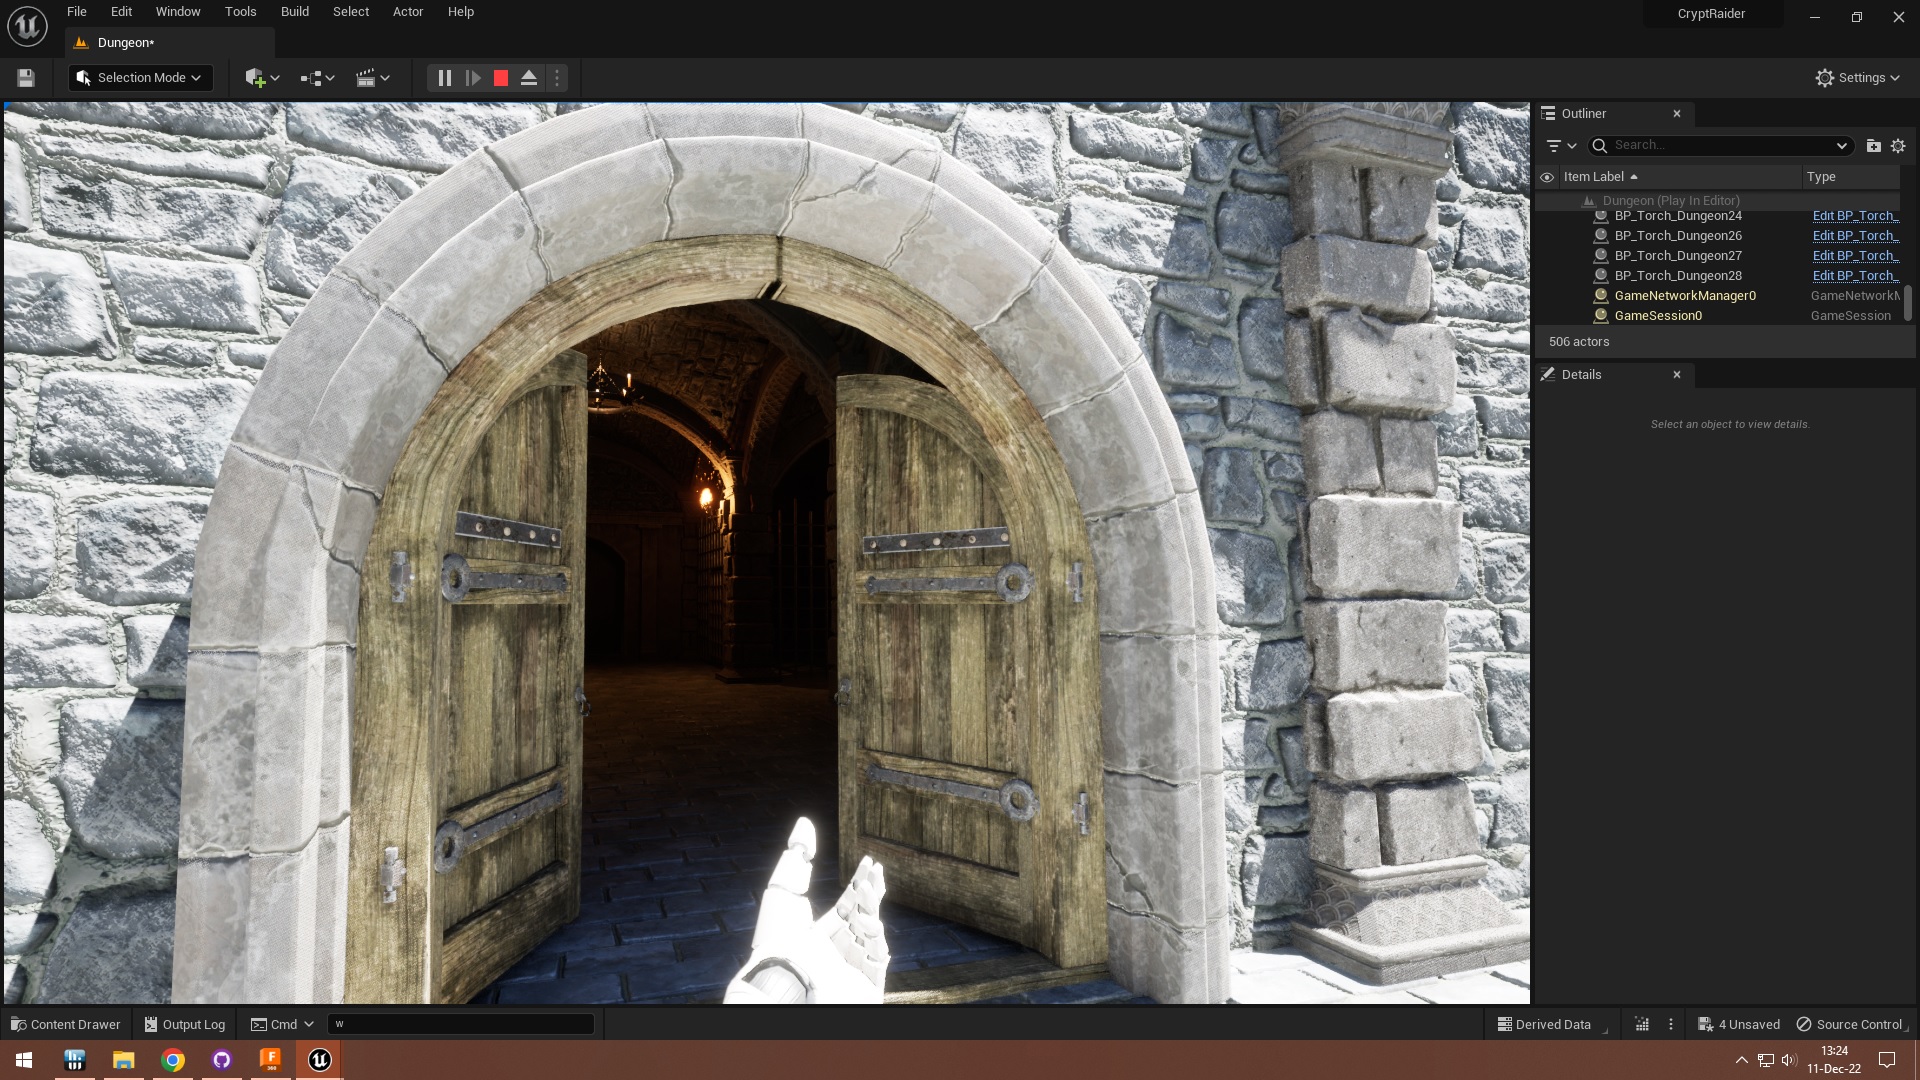 File Edit Window Tools Build Select Actor Help
CryptRaider
Dungeon*
Selection Mode
Settings
Outliner
Search...
Item Label Type
Dungeon (Play In Editor)
BP_Torch_Dungeon24 Edit BP_Torch_
BP_Torch_Dungeon26 Edit BP_Torch_
BP_Torch_Dungeon27 Edit BP_Torch_
BP_Torch_Dungeon28 Edit BP_Torch_
GameNetworkManager0 GameNetworkM
GameSession0 GameSession
506 actors
Details
Select an object to view details.
Content Drawer Output Log Cmd w Derived Data 4 Unsaved Source Control
F
360
13:24
11-Dec-22